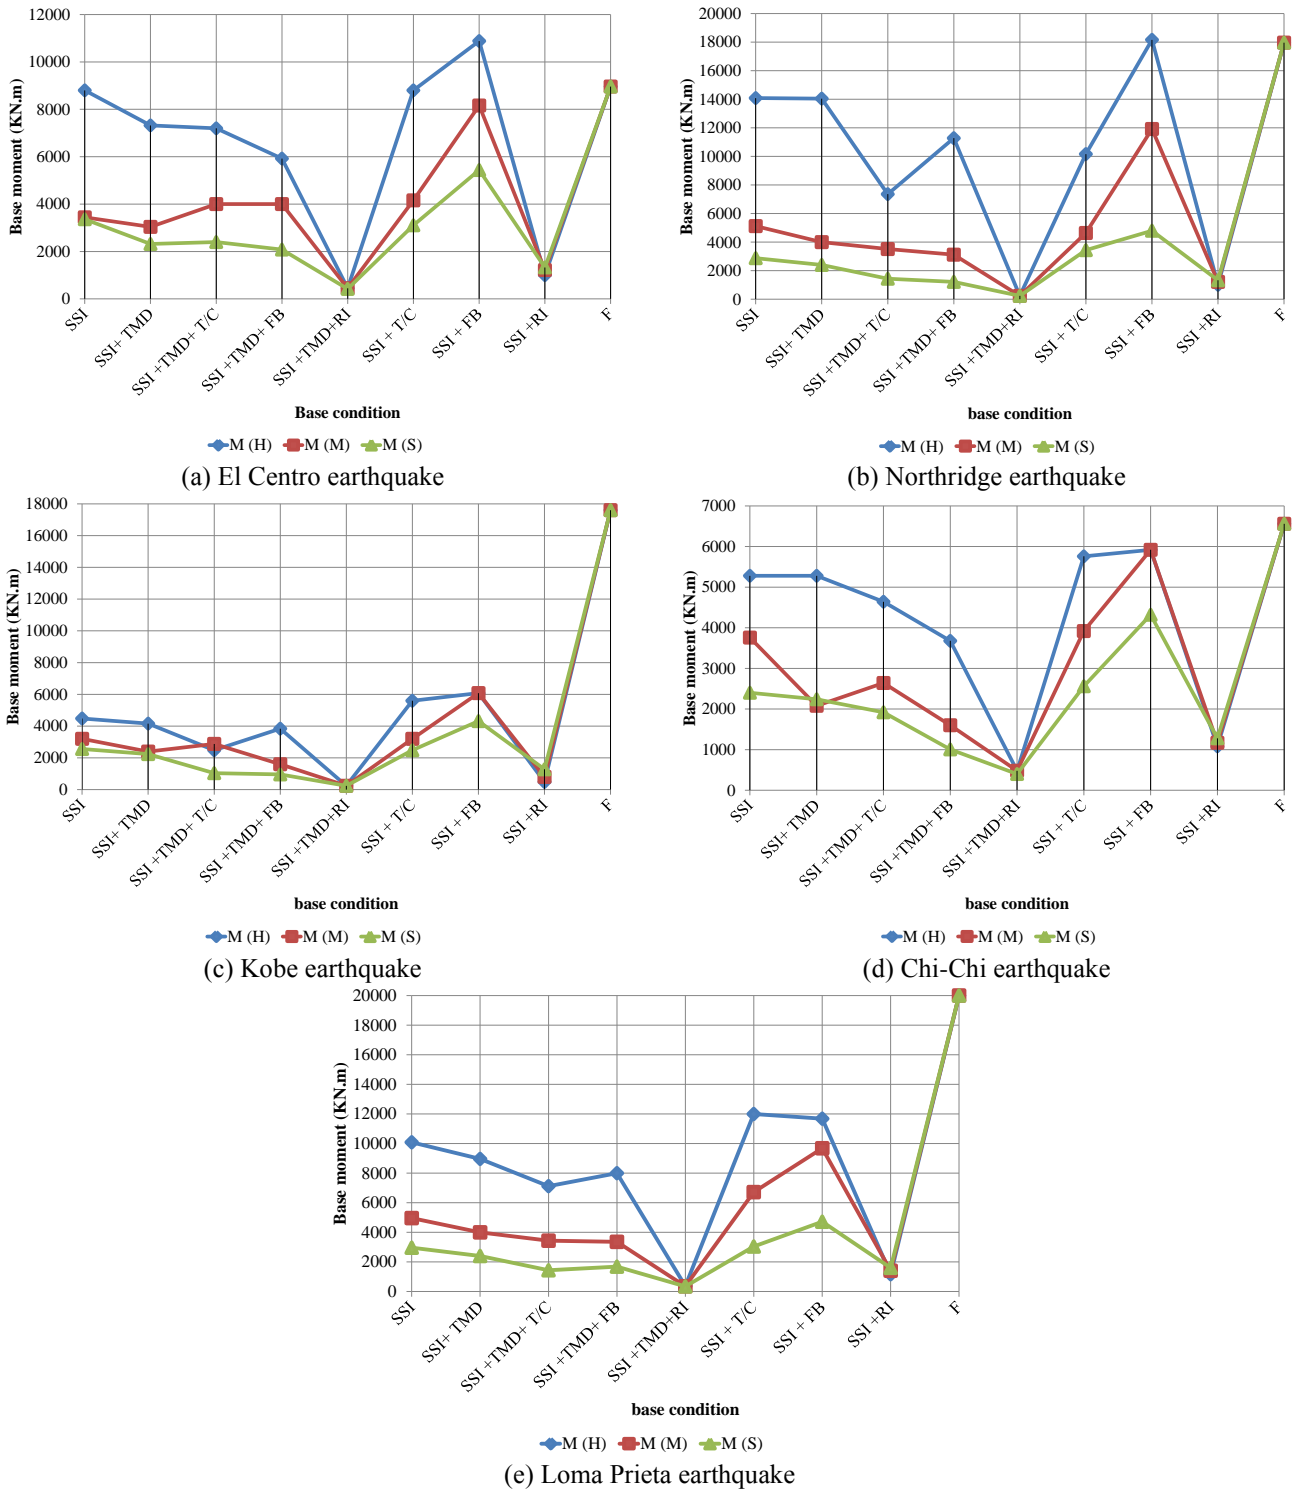 12000
10000
8000
6000
4000
2000
0
Base moment (KN.m)
SSI
SSI+ TMD
SSI +TMD+ T/C
SSI +TMD+ FB
SSI +TMD+RI
SSI + T/C
SSI + FB
SSI +RI
F
Base condition
M (H) M (M) M (S)
(a) El Centro earthquake
20000
18000
16000
14000
12000
10000
8000
6000
4000
2000
0
Base moment (KN.m)
SSI
SSI+ TMD
SSI +TMD+ T/C
SSI +TMD+ FB
SSI +TMD+RI
SSI + T/C
SSI + FB
SSI +RI
F
base condition
M (H) M (M) M (S)
(b) Northridge earthquake
18000
16000
14000
12000
10000
8000
6000
4000
2000
0
Base moment (KN.m)
SSI
SSI+ TMD
SSI +TMD+ T/C
SSI +TMD+ FB
SSI +TMD+RI
SSI + T/C
SSI + FB
SSI +RI
F
base condition
M (H) M (M) M (S)
(c) Kobe earthquake
7000
6000
5000
4000
3000
2000
1000
0
Base moment (KN.m)
SSI
SSI+ TMD
SSI +TMD+ T/C
SSI +TMD+ FB
SSI +TMD+RI
SSI + T/C
SSI + FB
SSI +RI
F
base condition
M (H) M (M) M (S)
(d) Chi-Chi earthquake
20000
18000
16000
14000
12000
10000
8000
6000
4000
2000
0
Base moment (KN.m)
SSI
SSI+ TMD
SSI +TMD+ T/C
SSI +TMD+ FB
SSI +TMD+RI
SSI + T/C
SSI + FB
SSI +RI
F
base condition
M (H) M (M) M (S)
(e) Loma Prieta earthquake